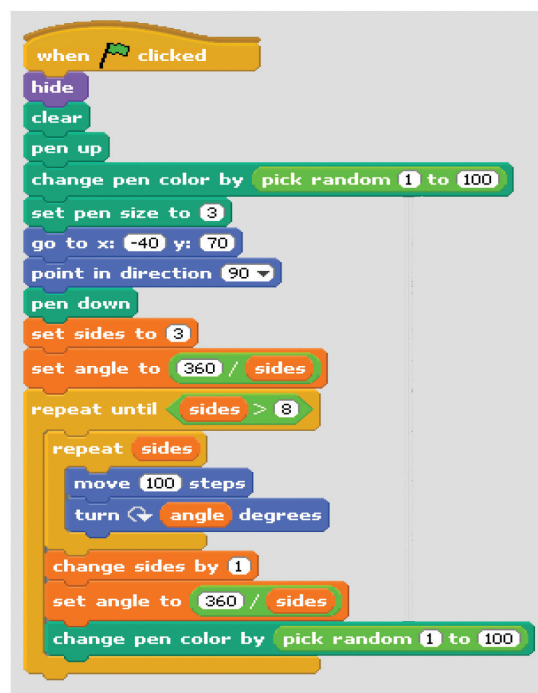 when clicked
hide
clear
pen up
change pen color by pick random 1 to 100
set pen size to 3
go to x: -40 y: 70
point in direction 90
pen down
set sides to 3
set angle to 360 / sides
repeat until sides > 8
repeat sides
move 100 steps
turn angle degrees
change sides by 1
set angle to 360 / sides
change pen color by pick random 1 to 100